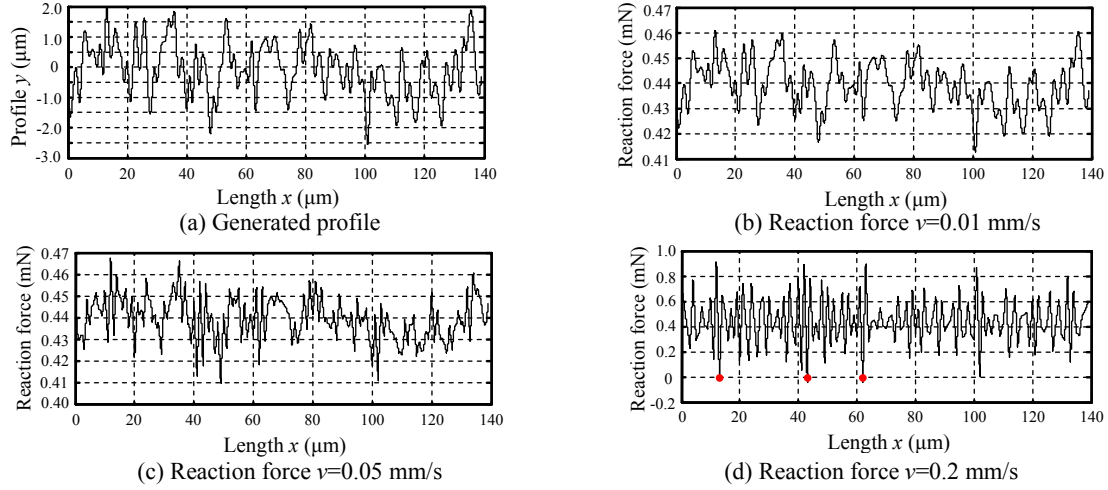 2.0
1.0
0
-1.0
-2.0
-3.0
Profile y (μm)
0 20 40 60 80 100 120 140
Length x (μm)
(a) Generated profile
0.47
0.46
0.45
0.44
0.43
0.42
0.41
Reaction force (mN)
0 20 40 60 80 100 120 140
Length x (μm)
(b) Reaction force v=0.01 mm/s
0.47
0.46
0.45
0.44
0.43
0.42
0.41
0.40
Reaction force (mN)
0 20 40 60 80 100 120 140
Length x (μm)
(c) Reaction force v=0.05 mm/s
1.0
0.8
0.6
0.4
0.2
0
-0.2
Reaction force (mN)
0 20 40 60 80 100 120 140
Length x (μm)
(d) Reaction force v=0.2 mm/s